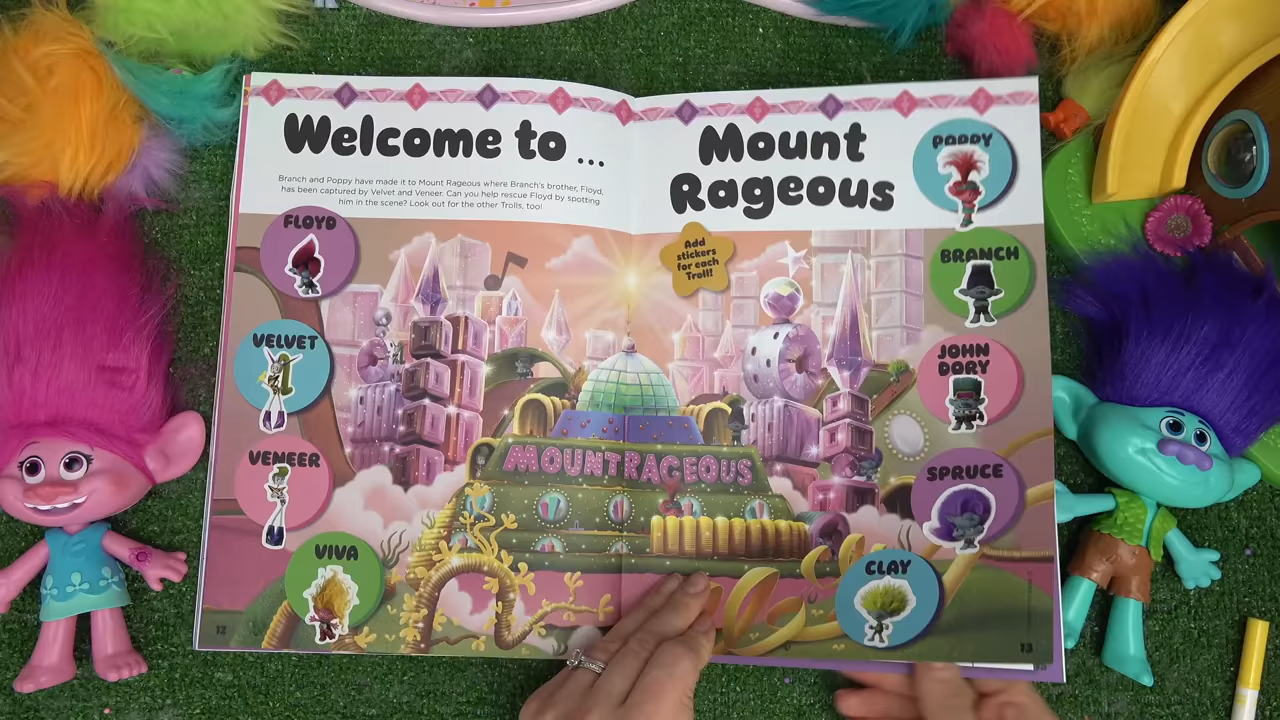 Welcome to ...
Branch and Poppy have made it to Mount Rageous where Branch's brother, Floyd,
has been captured by Velvet and Veneer. Can you help rescue Floyd by spotting
him in the scene? Look out for the other Trolls, too!
Mount
Rageous
Add
stickers
for each
Troll!
FLOYD
VELVET
VENEER
VIVA
POPPY
BRANCH
JOHN
DORY
SPRUCE
CLAY
MOUNTRAGEOUS
12
13